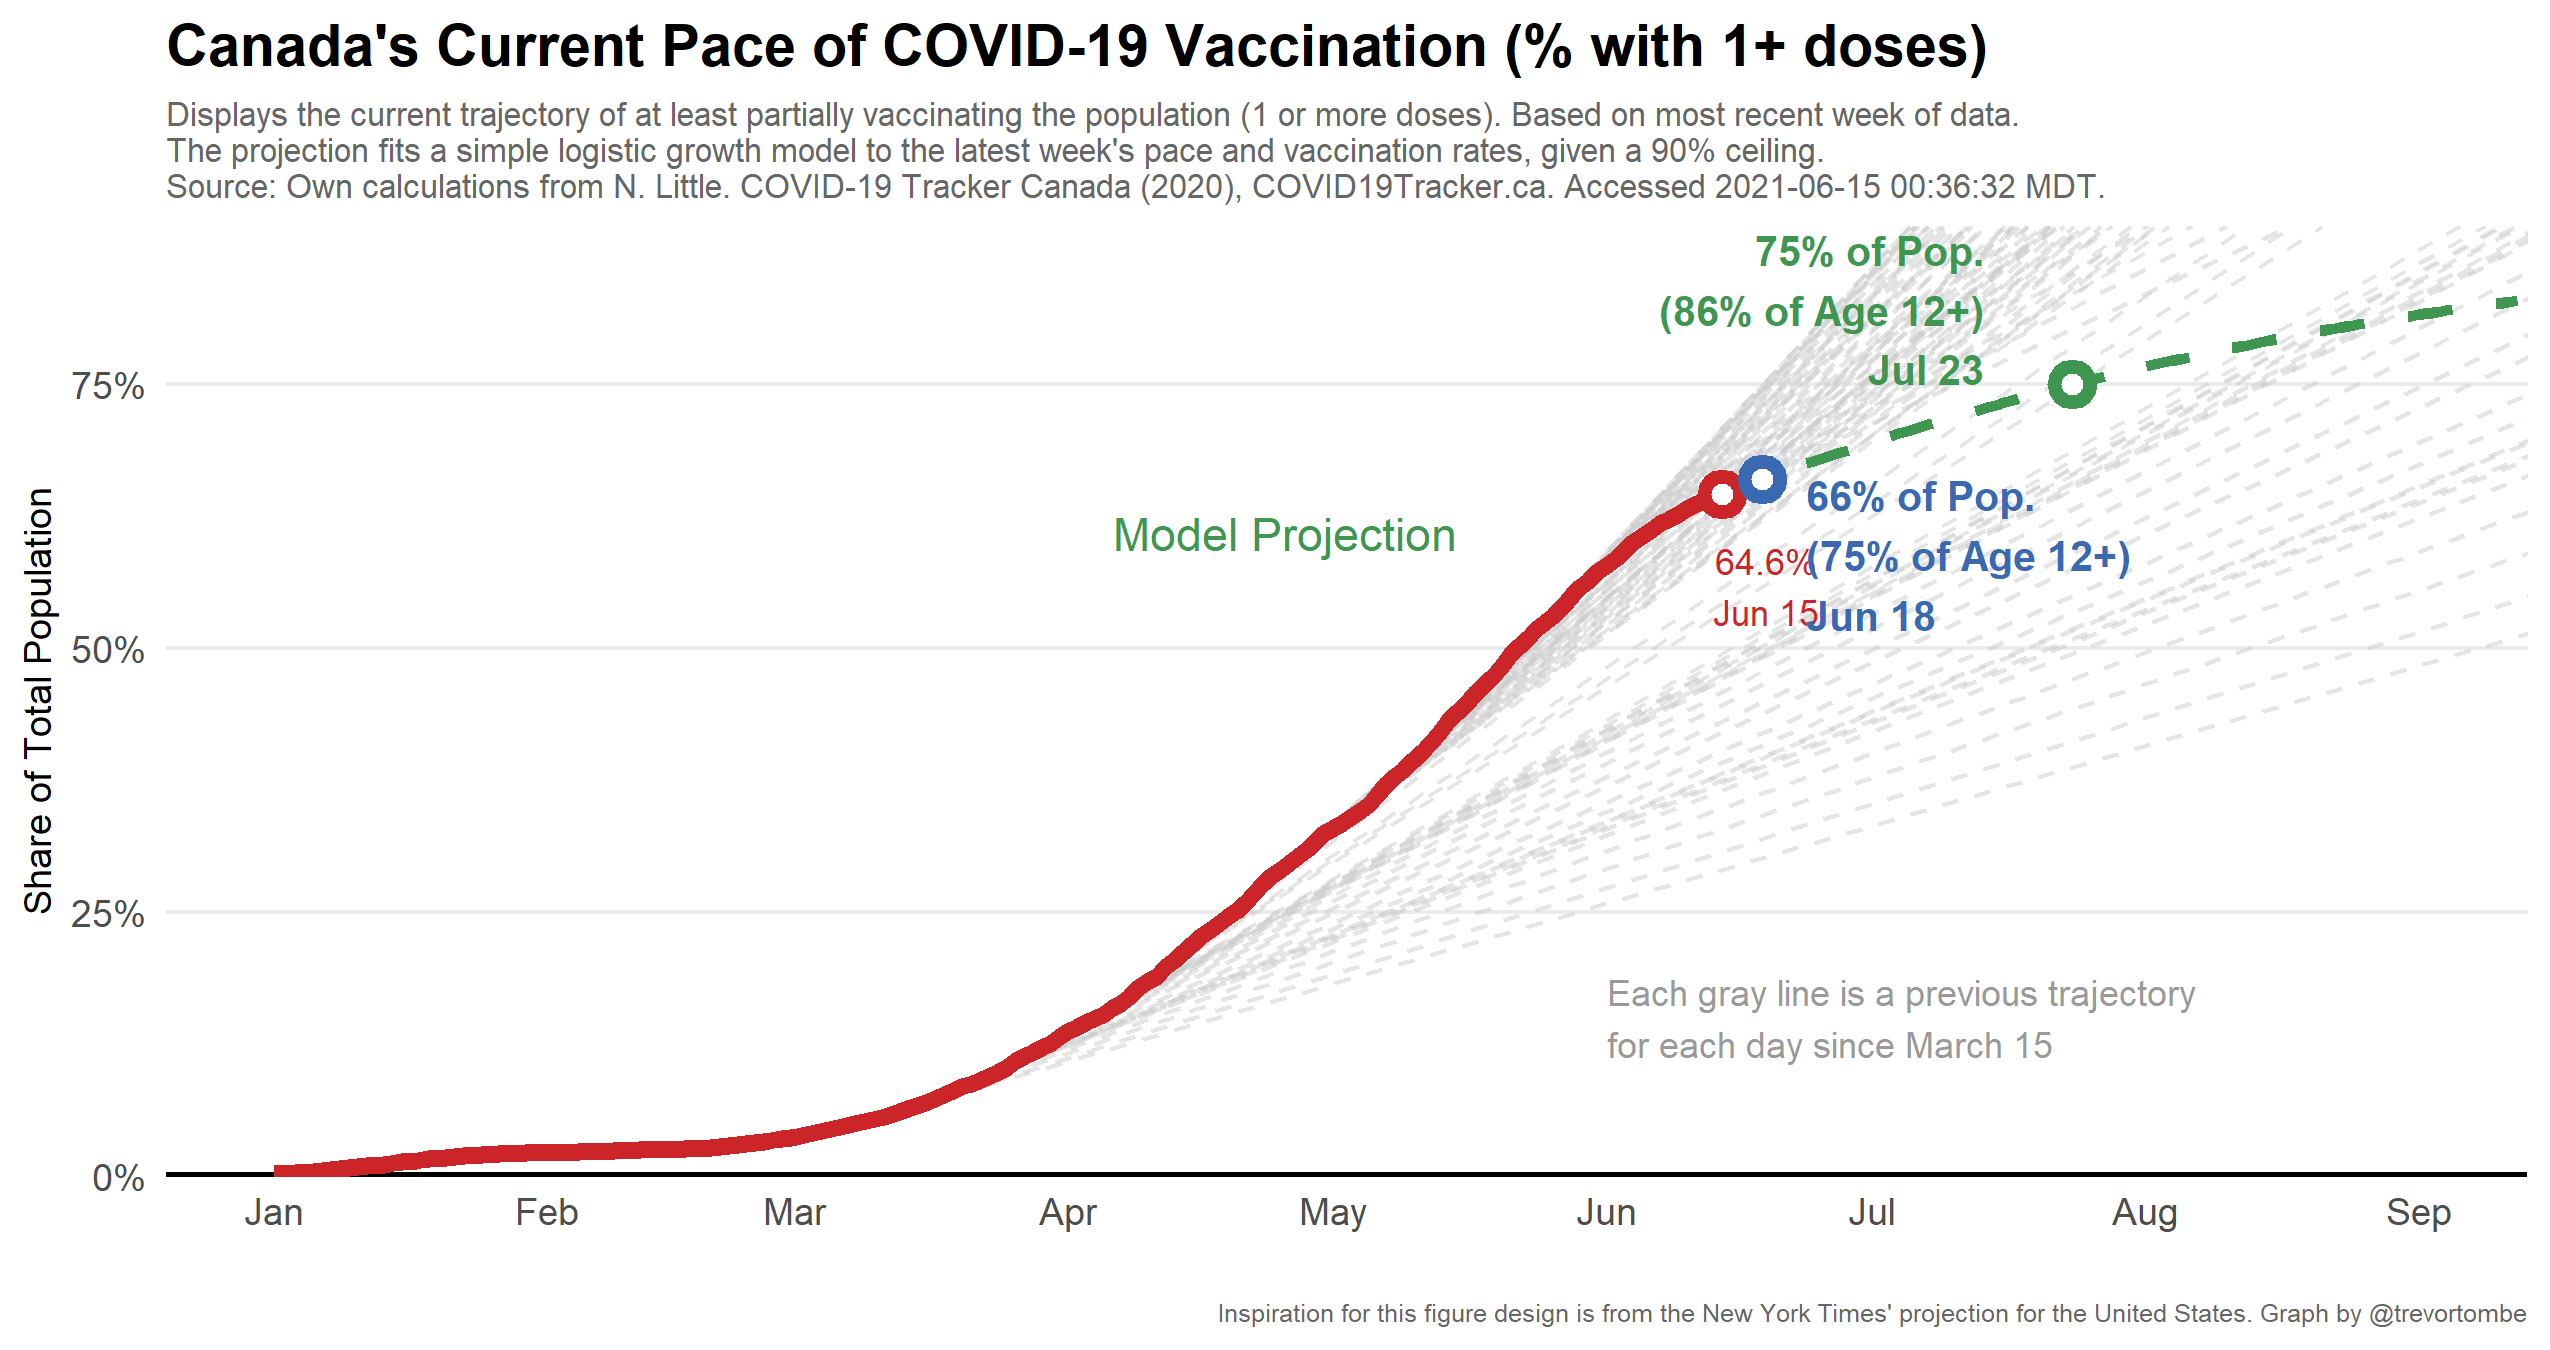 Canada's Current Pace of COVID-19 Vaccination (% with 1+ doses)
Displays the current trajectory of at least partially vaccinating the population (1 or more doses). Based on most recent week of data.
The projection fits a simple logistic growth model to the latest week's pace and vaccination rates, given a 90% ceiling.
Source: Own calculations from N. Little. COVID-19 Tracker Canada (2020), COVID19Tracker.ca. Accessed 2021-06-15 00:36:32 MDT.
75% of Pop.
(86% of Age 12+)
Jul 23
66% of Pop.
(75% of Age 12+)
Jun 18
64.6%
Jun 15
Model Projection
Each gray line is a previous trajectory
for each day since March 15
Share of Total Population
75%
50%
25%
0%
Jan Feb Mar Apr May Jun Jul Aug Sep
Inspiration for this figure design is from the New York Times' projection for the United States. Graph by @trevortombe